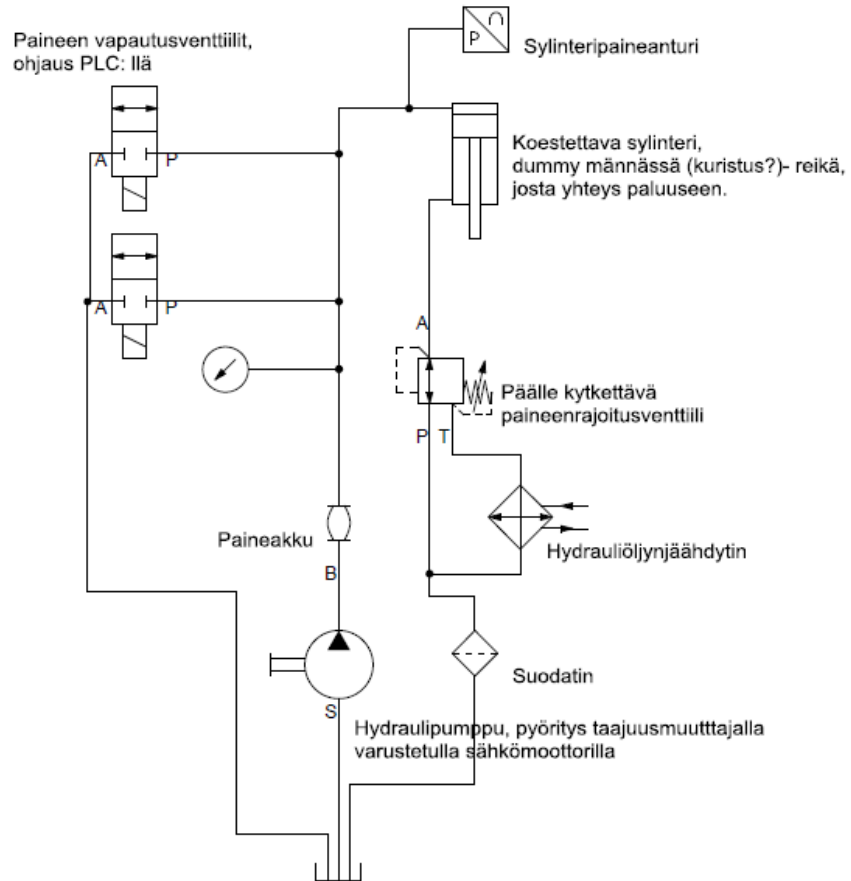 Paineen vapautusventtiilit,
ohjaus PLC: llä
A
P
A
P
P
Sylinteripaineanturi
Koestettava sylinteri,
dummy männässä (kuristus?)- reikä,
josta yhteys paluuseen.
A
Päälle kytkettävä
paineenrajoitusventtiili
P
T
Paineakku
B
Hydrauliöljynjäähdytin
S
Suodatin
Hydraulipumppu, pyöritys taajuusmuutttajalla
varustetulla sähkömoottorilla